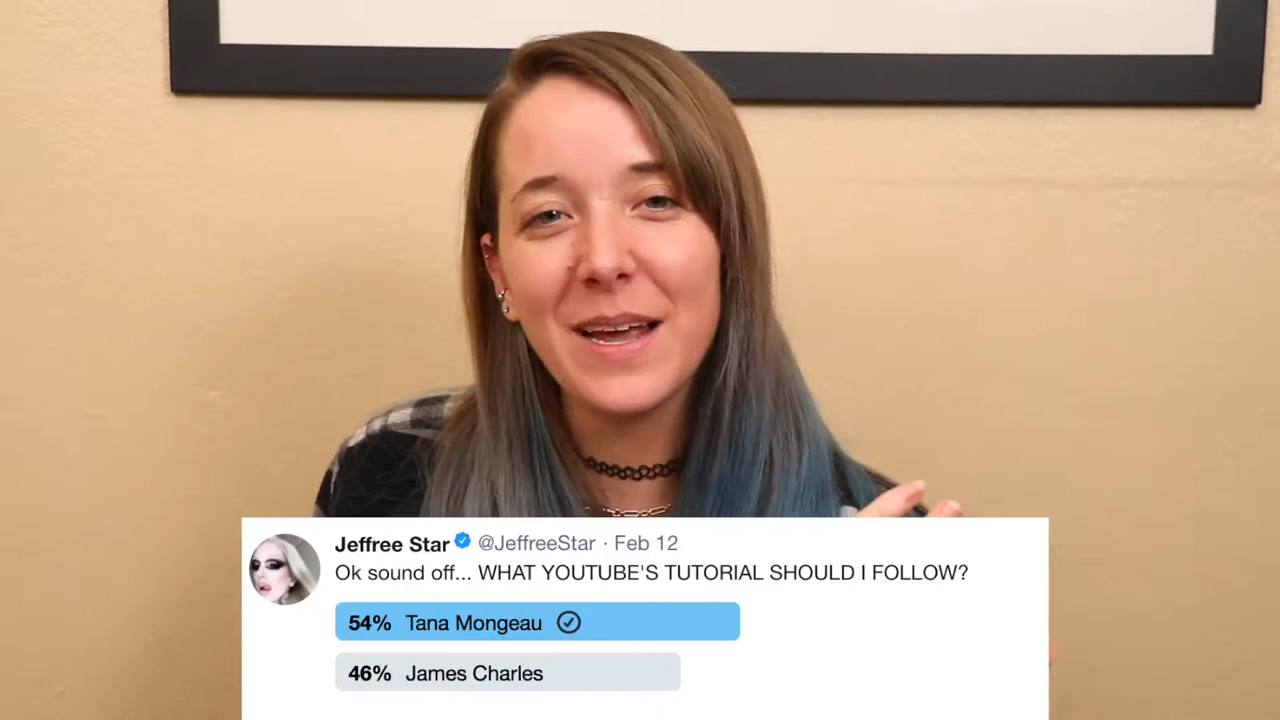 Jeffree Star @JeffreeStar · Feb 12
Ok sound off... WHAT YOUTUBE'S TUTORIAL SHOULD I FOLLOW?
54% Tana Mongeau
46% James Charles